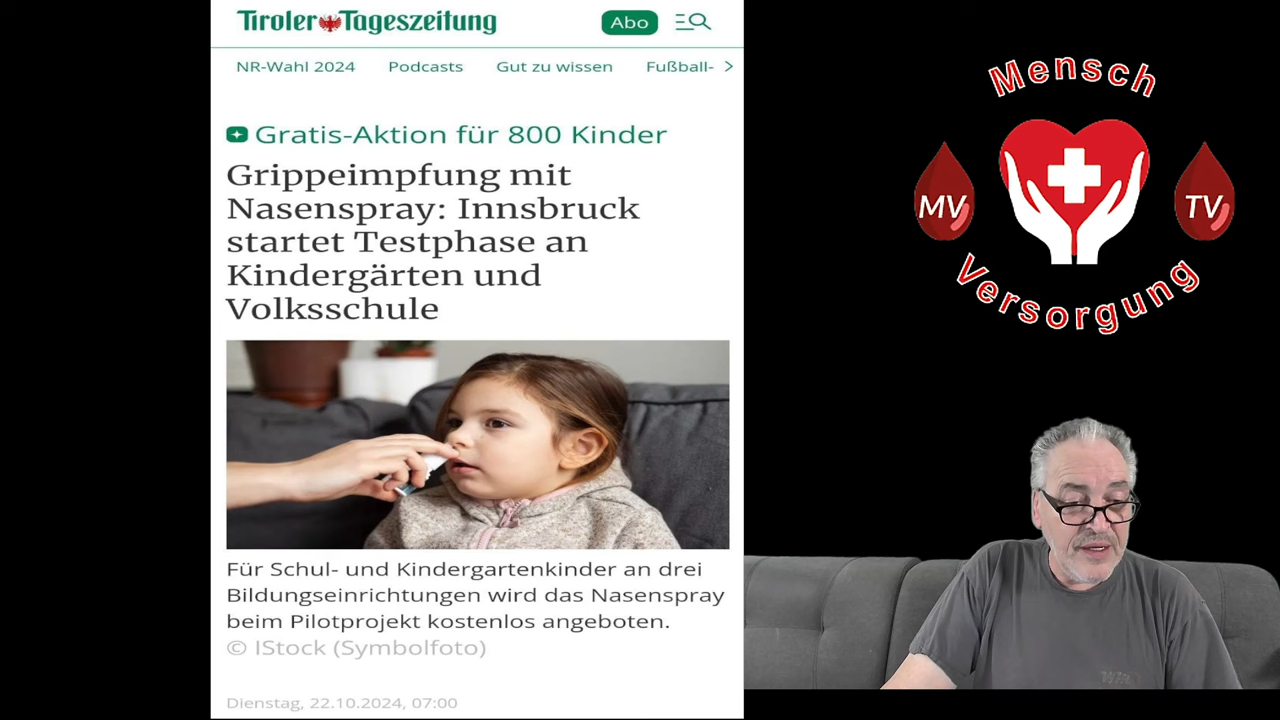 Tiroler Tageszeitung
Abo
NR-Wahl 2024 Podcasts Gut zu wissen Fußball-
Gratis-Aktion für 800 Kinder
Grippeimpfung mit
Nasenspray: Innsbruck
startet Testphase an
Kindergärten und
Volksschule
Für Schul- und Kindergartenkinder an drei
Bildungseinrichtungen wird das Nasenspray
beim Pilotprojekt kostenlos angeboten.
© IStock (Symbolfoto)
Dienstag, 22.10.2024, 07:00
Mensch
MV TV
Versorgung